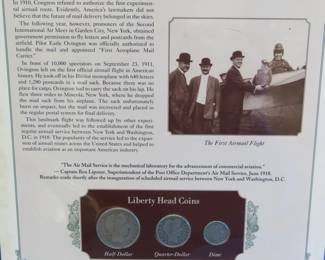 In 1910, Congress refused to authorize the first experimen-
tal airmail route. Evidently, America's lawmakers did not
believe that the future of mail delivery belonged in the skies.
The following year, however, promoters of the Second
International Air Meet in Garden City, New York, obtained
government permission to fly letters and postcards from the
airfield. Pilot Earle Ovington was officially authorized to
handle the mail and appointed "First Aeroplane Mail
Carrier."
In front of 10,000 spectators on September 23, 1911,
Ovington left on the first official airmail flight in American
history. He took off in his Blériot monoplane with 640 letters
and 1,280 postcards in a mail sack. Because there was no
place for cargo, Ovington had to carry the sack on his lap. He
then flew three miles to Mineola, New York, where he dropped
the mail sack from his airplane. The sack unfortunately
burst on impact, but the mail was recovered and placed in
the regular postal system for final delivery.
This landmark flight was followed up by other experi-
ments, and eventually led to the establishment of the first
regular airmail service between New York and Washington,
D.C. in 1918. The popularity of the service led to the expan-
sion of airmail routes across the United States and helped to
establish aviation as an important American industry.
The First Airmail Flight
"The Air Mail Service is the mechanical laboratory for the advancement of commercial aviation."
— Captain Ben Lipsner, Superintendent of the Post Office Department's Air Mail Service, June 1918.
Remarks made shortly after the inauguration of scheduled airmail service between New York and Washington, D.C.
Liberty Head Coins
Half-Dollar
Quarter-Dollar
Dime